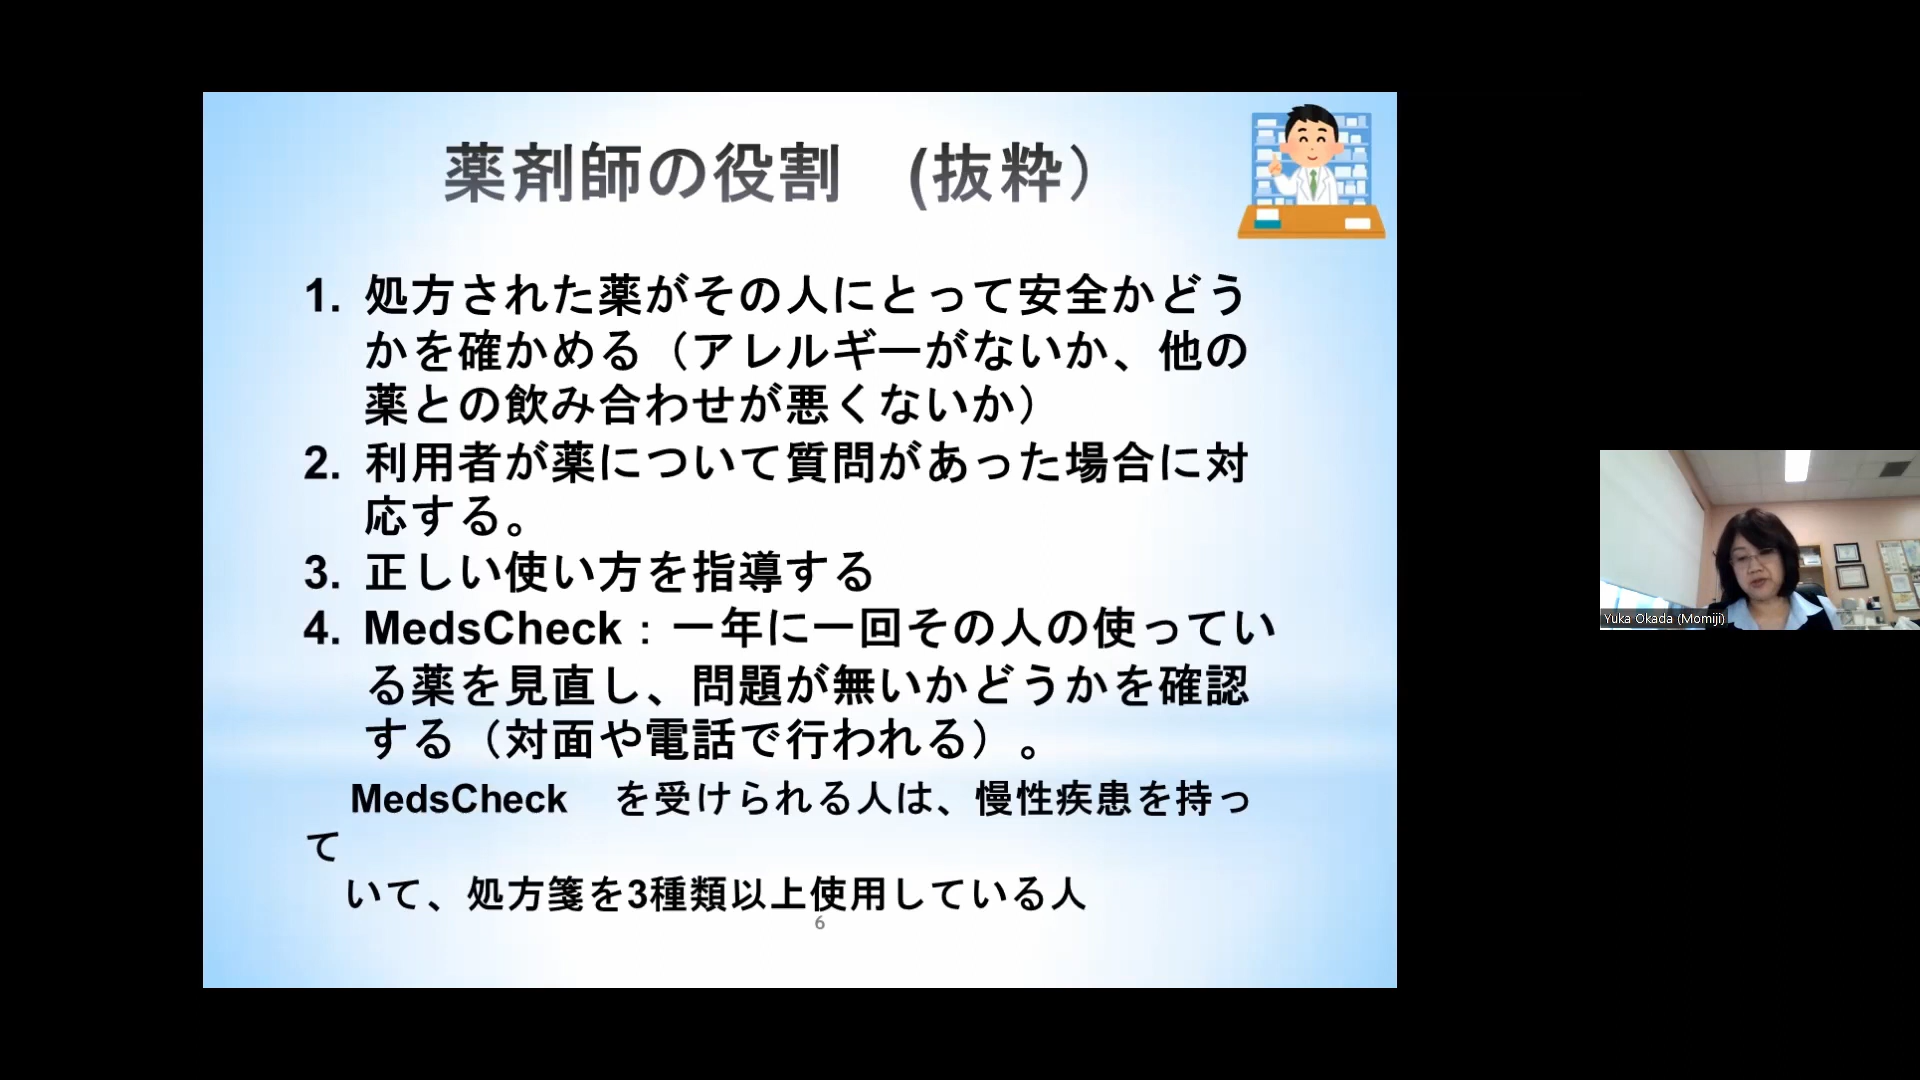 薬剤師の役割　(抜粋）
1. 処方された薬がその人にとって安全かどう
かを確かめる（アレルギーがないか、他の
薬との飲み合わせが悪くないか）
2. 利用者が薬について質問があった場合に対
応する。
3. 正しい使い方を指導する
4. MedsCheck：一年に一回その人の使ってい
る薬を見直し、問題が無いかどうかを確認
する（対面や電話で行われる）。
MedsCheck　を受けられる人は、慢性疾患を持っ
て
いて、処方箋を3種類以上使用している人
6
Yuka Okada (Momiji)